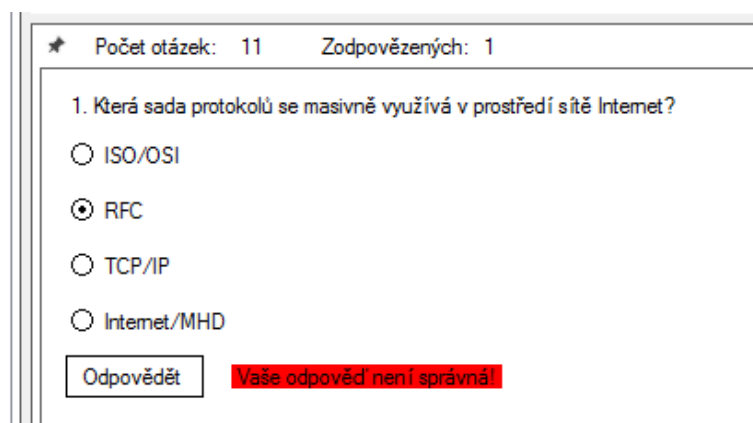 Počet otázek: 11 Zodpovězených: 1
1. Která sada protokolů se masivně využívá v prostředí sítě Internet?
ISO/OSI
RFC
TCP/IP
Internet/MHD
Odpovědět Vaše odpověď není správná!